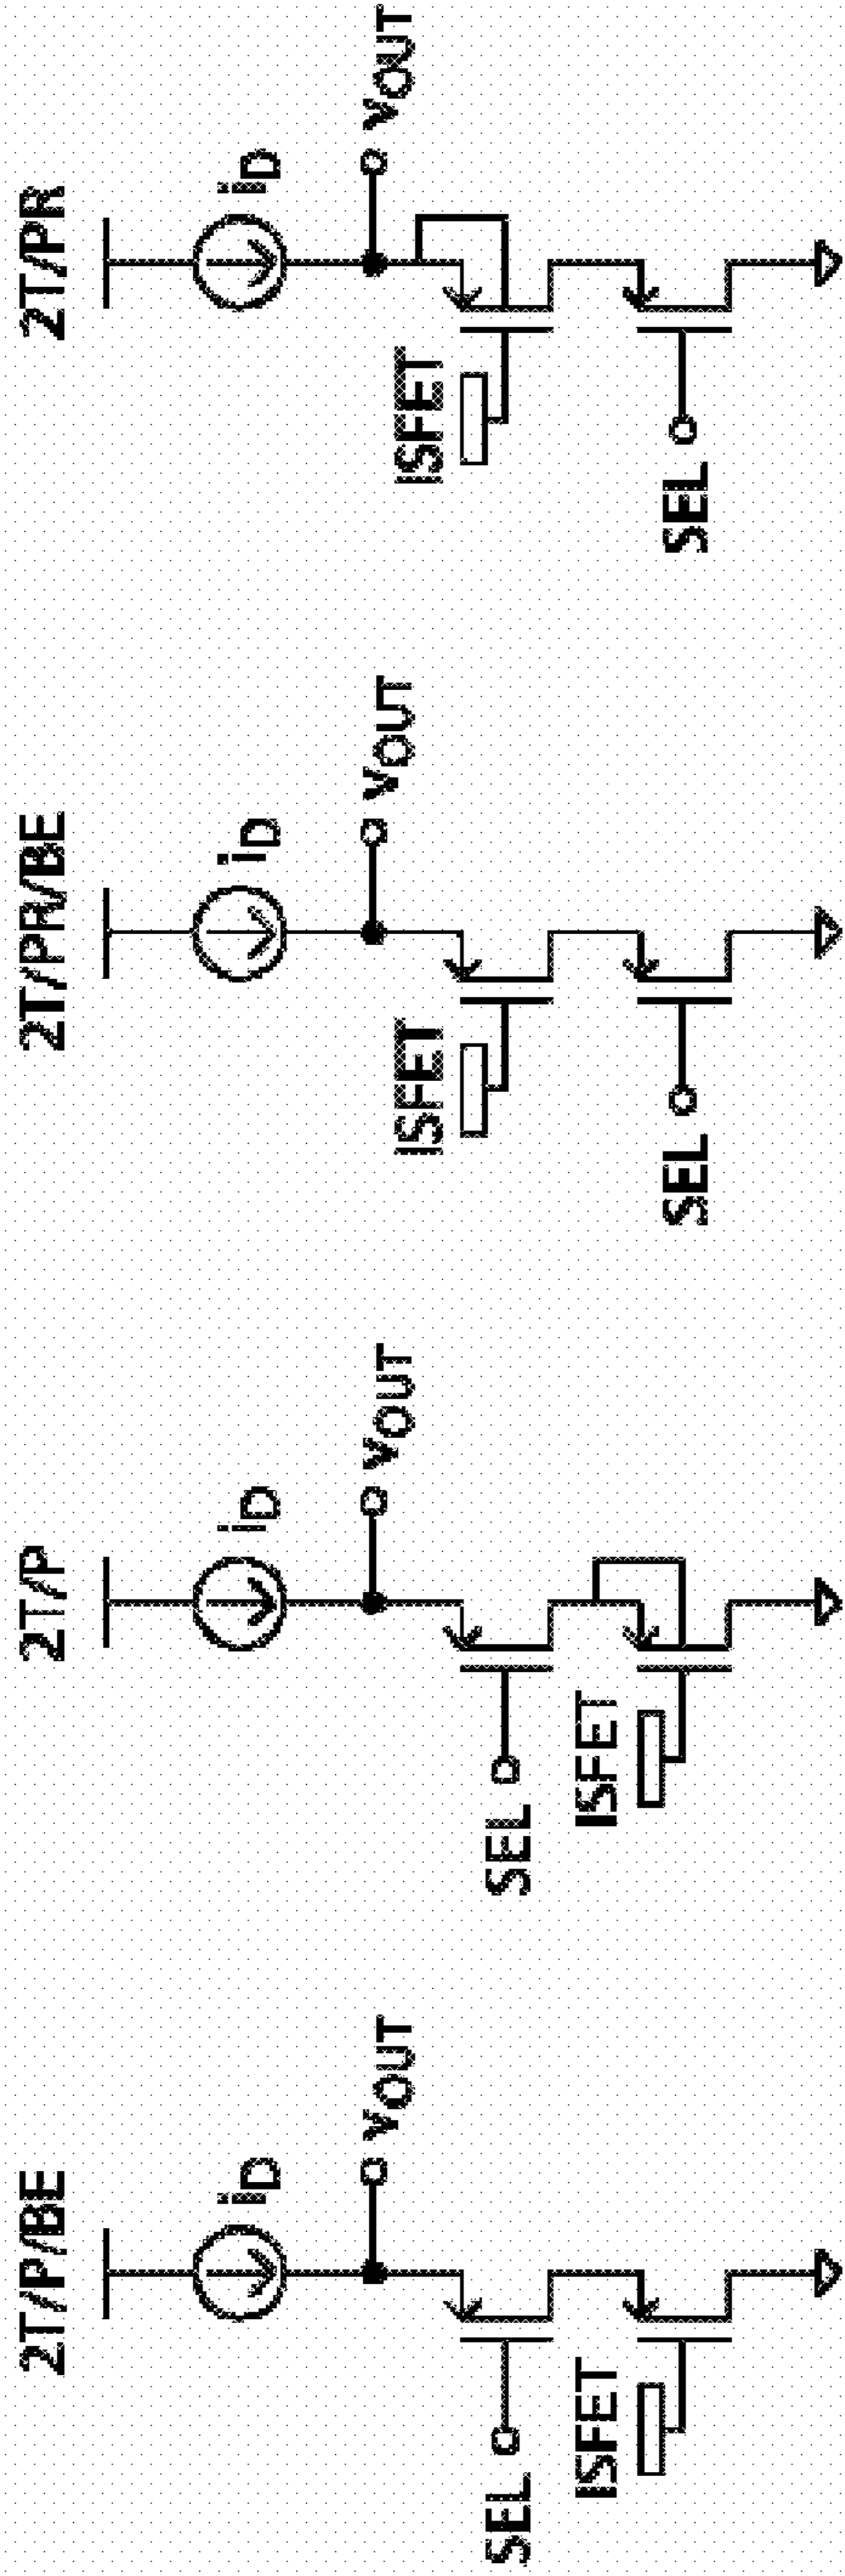 2T/P/BE
iD
vOUT
SEL
ISFET
2T/P
iD
vOUT
SEL
ISFET
2T/PR/BE
iD
vOUT
ISFET
SEL
2T/PR
iD
vOUT
ISFET
SEL